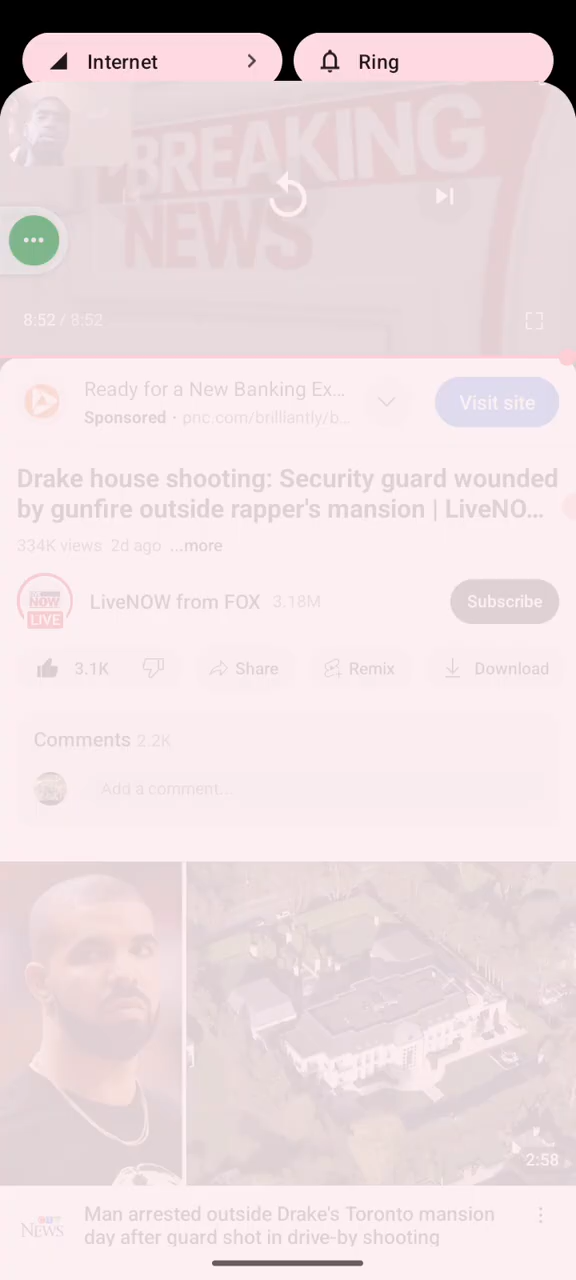 Internet
Ring
BREAKING
NEWS
8:52 / 8:52
Ready for a New Banking Ex...
Sponsored · pnc.com/brilliantly/b...
Visit site
Drake house shooting: Security guard wounded
by gunfire outside rapper's mansion | LiveNO...
334K views 2d ago ...more
NOW
LIVE
LiveNOW from FOX 3.18M
Subscribe
3.1K
Share
Remix
Download
Comments 2.2K
Add a comment...
2:58
NEWS
Man arrested outside Drake's Toronto mansion
day after guard shot in drive-by shooting